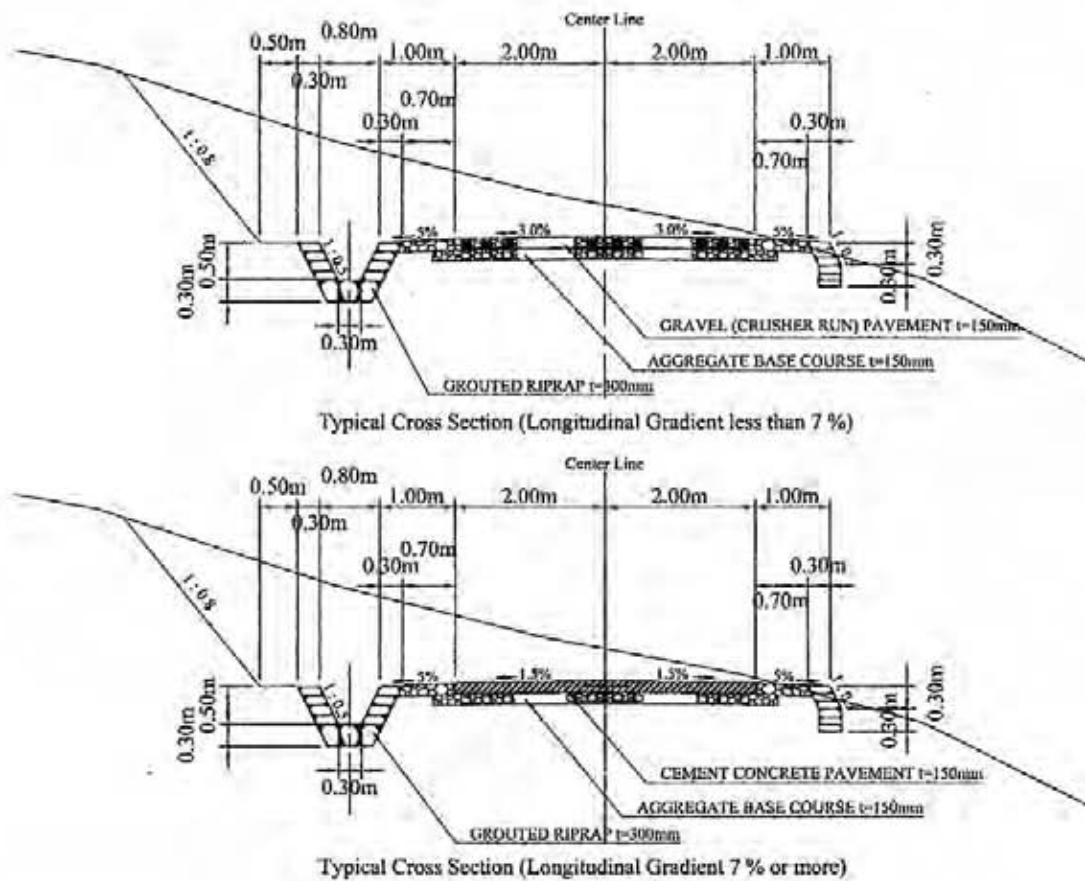 Center Line
0.80m
0.50m 1.00m 2.00m 2.00m 1.00m
0.30m
0.70m
0.30m 0.30m
0.70m
1:0.8
5% 3.0% 3.0% 5%
0.50m
0.30m
1:0.5
0.30m
0.30m
0.30m
GRAVEL (CRUSHER RUN) PAVEMENT t=150mm
AGGREGATE BASE COURSE t=150mm
GROUTED RIPRAP t=300mm
Typical Cross Section (Longitudinal Gradient less than 7 %)
Center Line
0.80m
0.50m 1.00m 2.00m 2.00m 1.00m
0.30m
0.70m
0.30m 0.30m
0.70m
1:0.8
5% 1.5% 1.5% 5%
0.50m
0.30m
1:0.5
0.30m
0.30m
0.30m
CEMENT CONCRETE PAVEMENT t=150mm
AGGREGATE BASE COURSE t=150mm
GROUTED RIPRAP t=300mm
Typical Cross Section (Longitudinal Gradient 7 % or more)